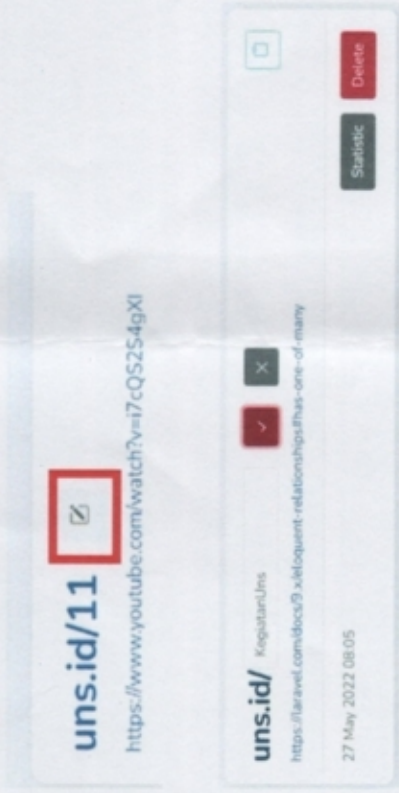 uns.id/11
https://www.youtube.com/watch?v=i7cQS2S4gXI
uns.id/ KegiatanUns
https://laravel.com/docs/9.x/eloquent-relationships#has-one-of-many
27 May 2022 08:05
Statistic Delete